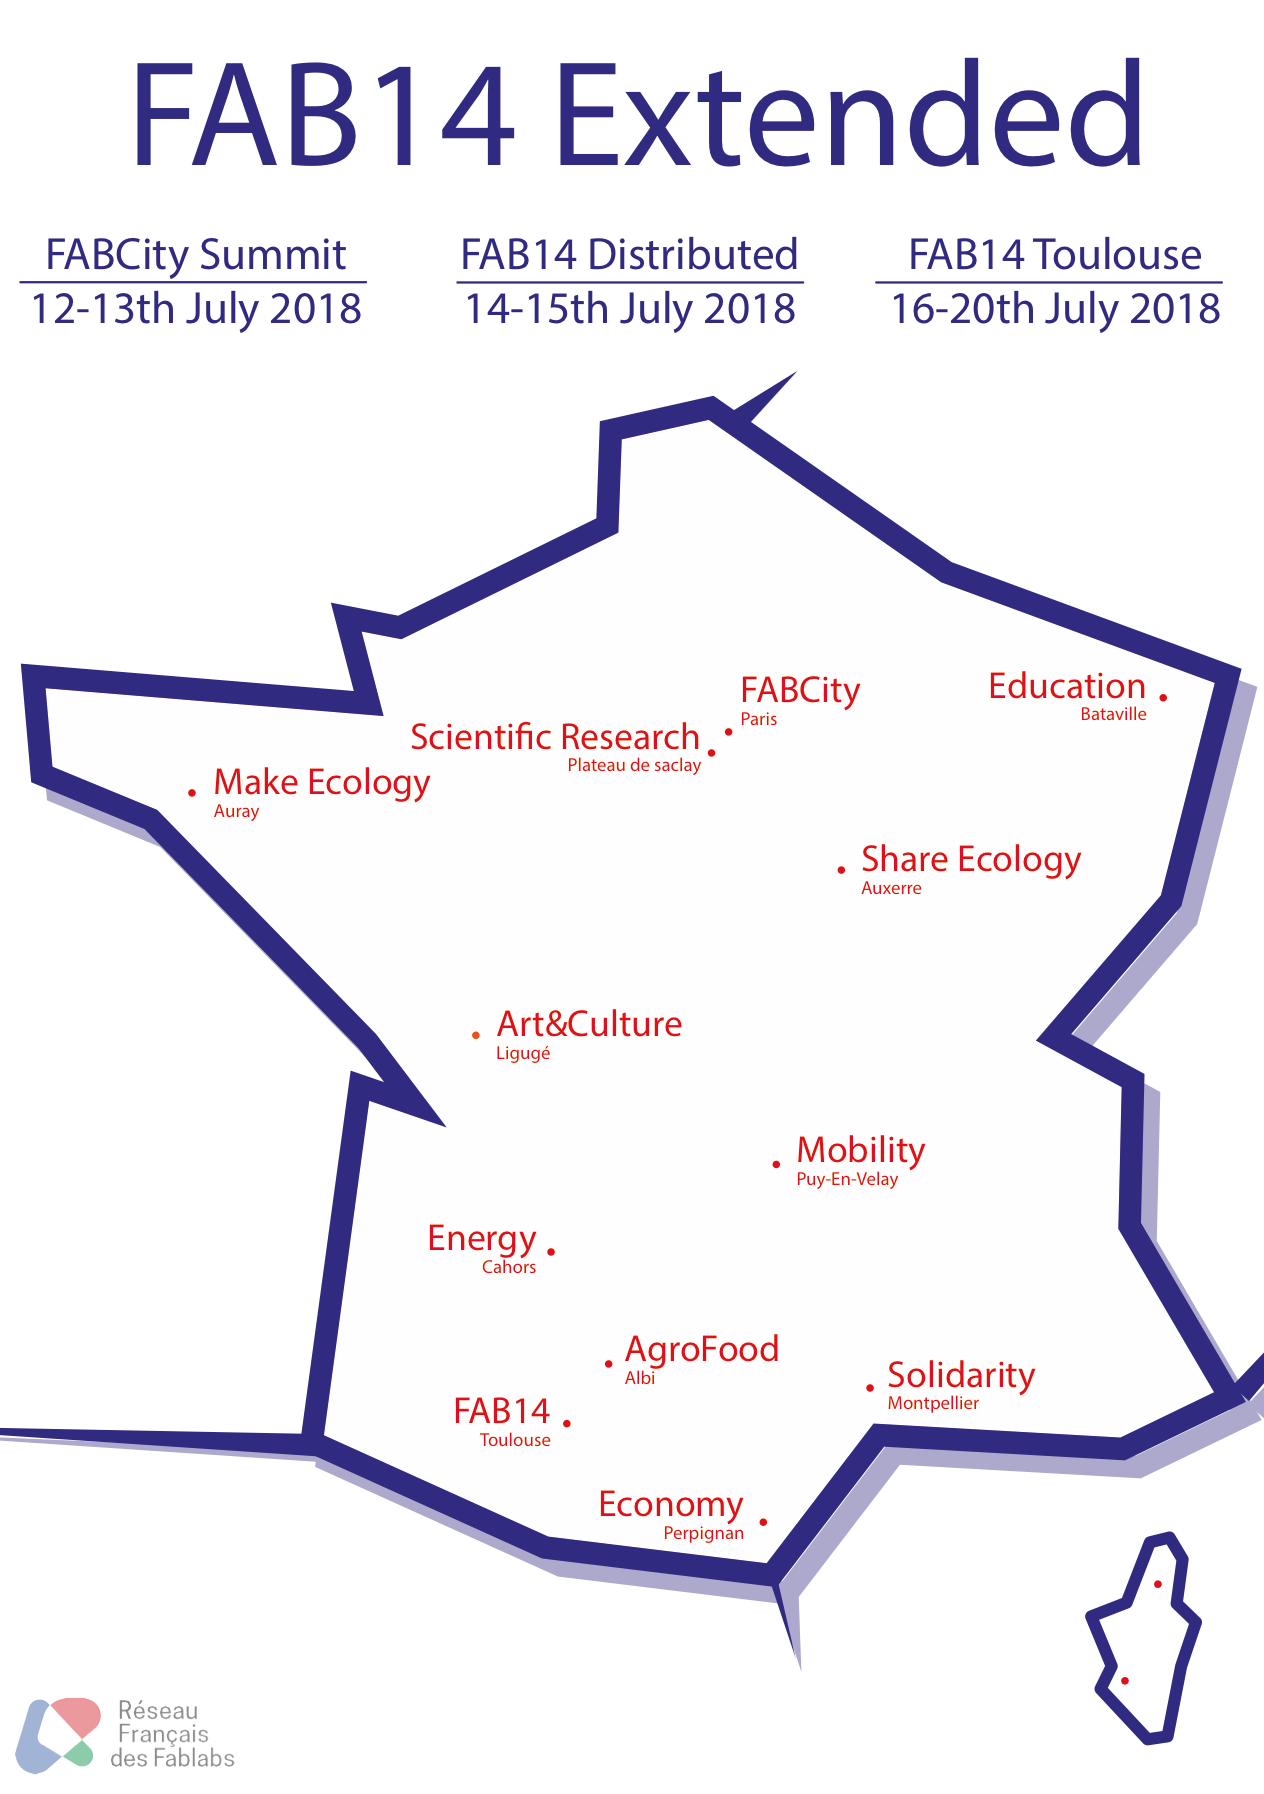 FAB14 Extended
FABCity Summit
12-13th July 2018
FAB14 Distributed
14-15th July 2018
FAB14 Toulouse
16-20th July 2018
FABCity
Paris
Education
Bataville
Scientific Research
Plateau de saclay
Make Ecology
Auray
Share Ecology
Auxerre
Art&Culture
Ligugé
Mobility
Puy-En-Velay
Energy
Cahors
AgroFood
Albi
Solidarity
Montpellier
FAB14
Toulouse
Economy
Perpignan
Réseau
Français
des Fablabs